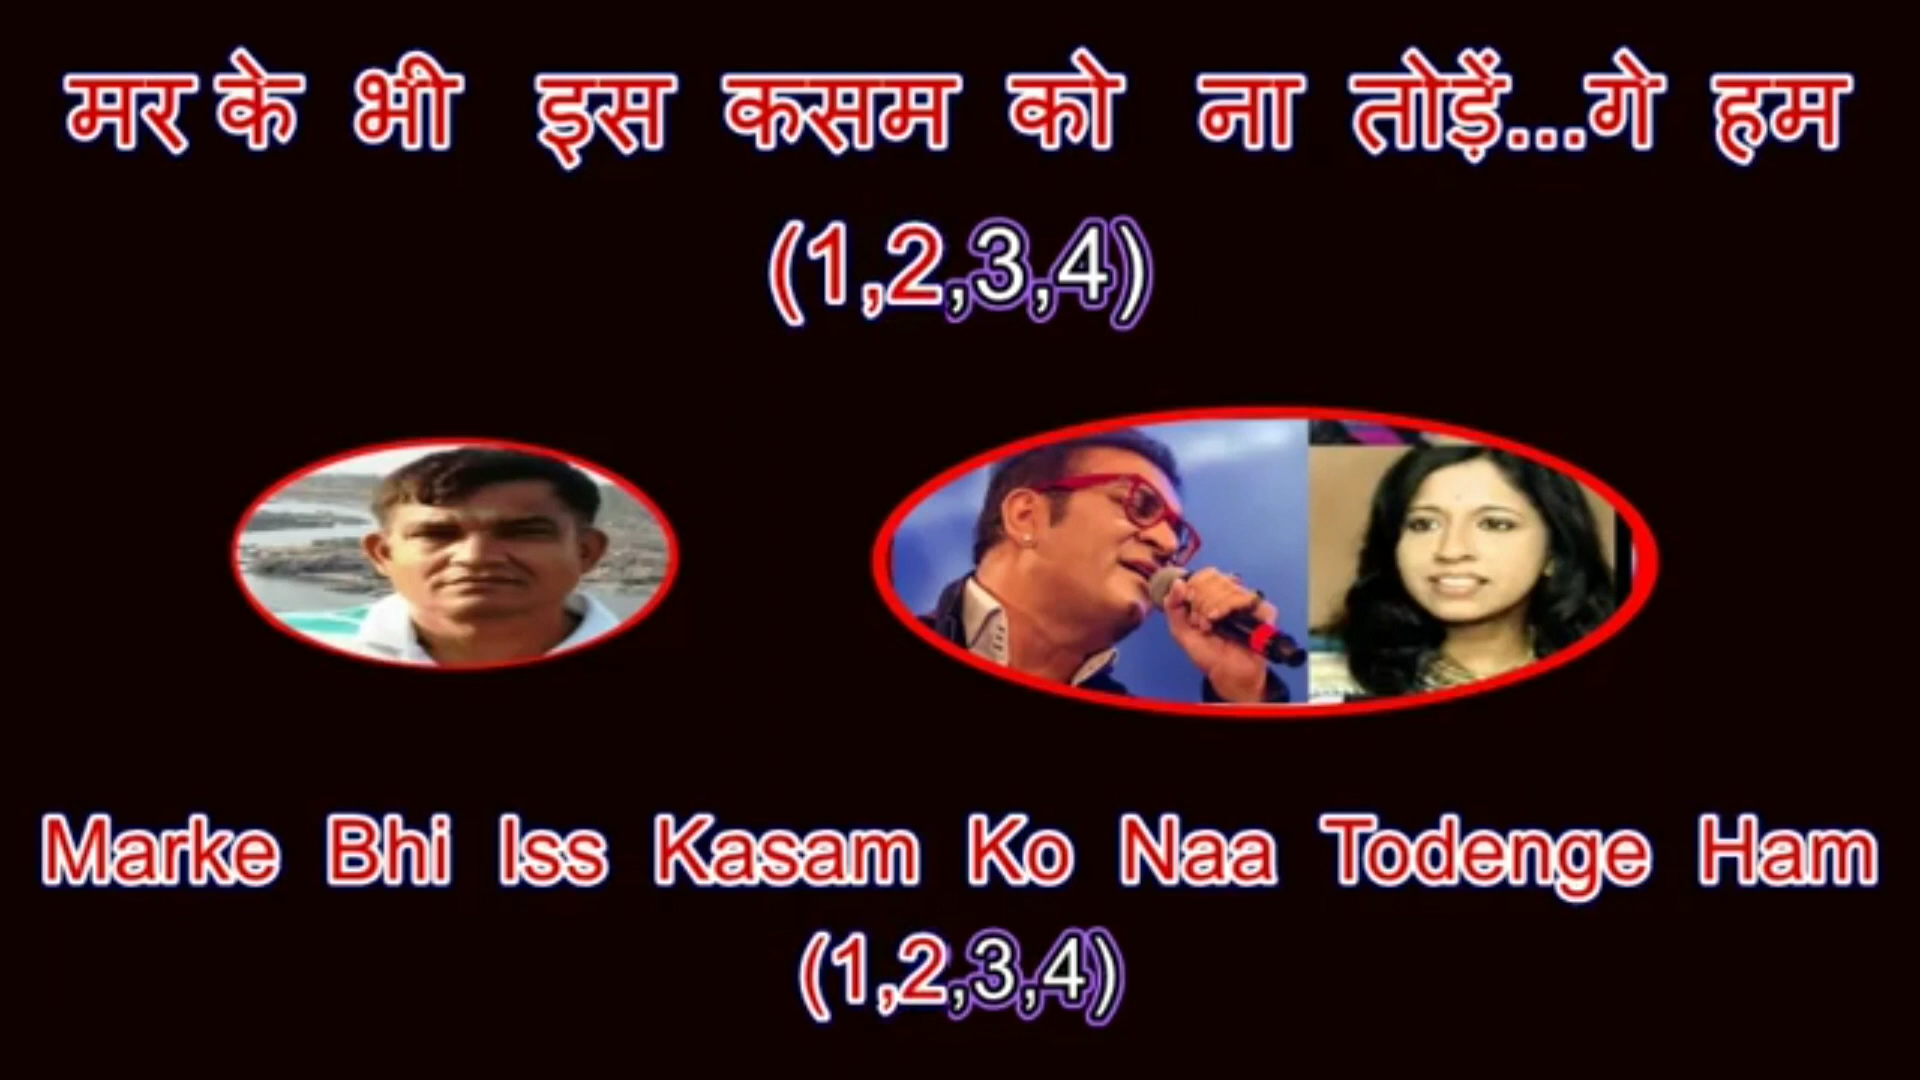 मर के भी इस कसम को ना तोड़ें...गे हम
(1,2,3,4)
Marke Bhi Iss Kasam Ko Naa Todenge Ham
(1,2,3,4)